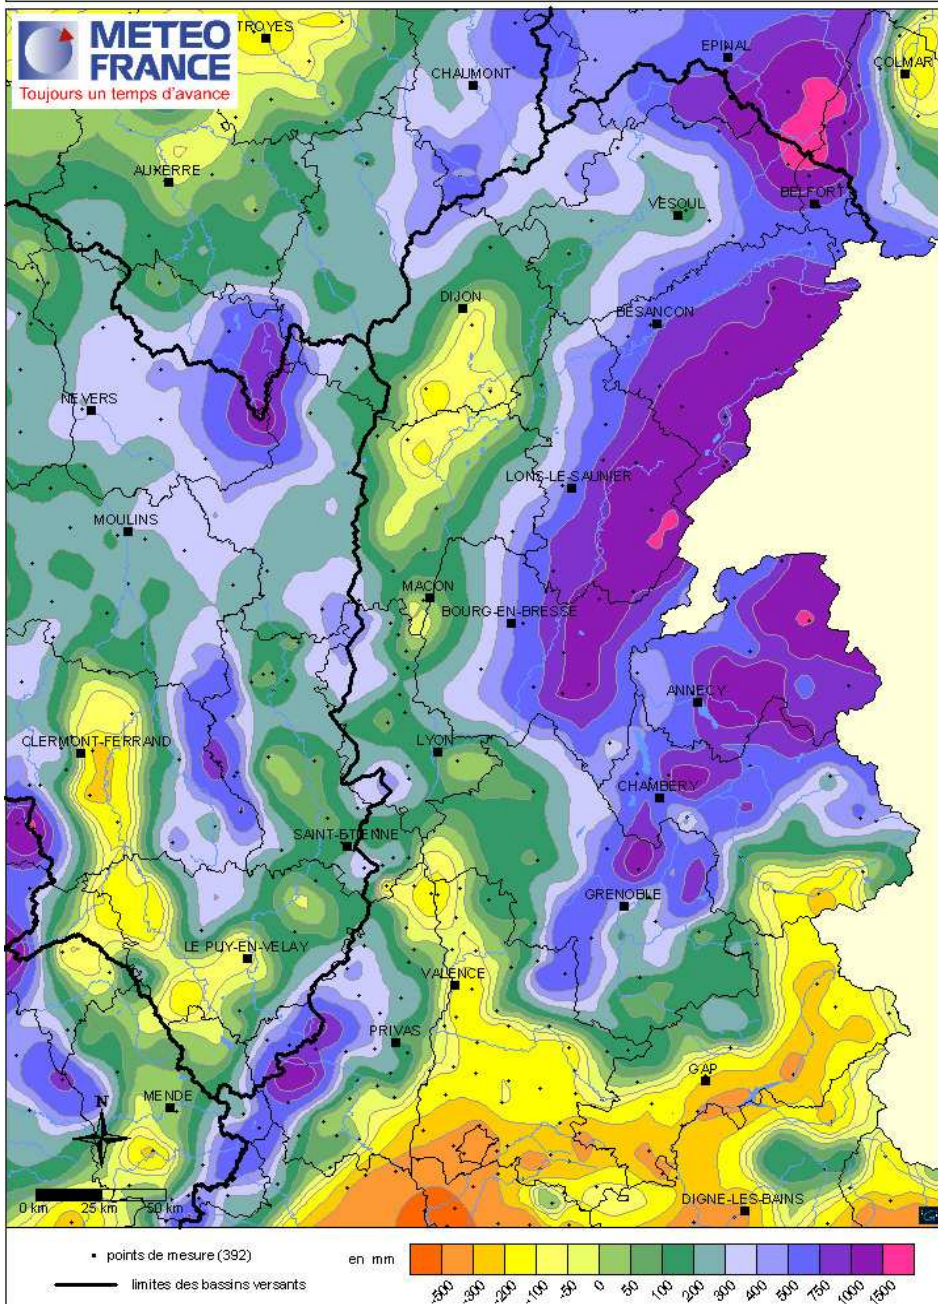 METEO
FRANCE
Toujours un temps d'avance
TROYES
EPINAL
COLMAR
CHAUMONT
AUXERRE
BELFORT
VESOUL
DIJON
BESANCON
NEVERS
LONS-LE-SAUNIER
MOULINS
MACON
BOURG-EN-BRESSE
ANNECY
CLERMONT-FERRAND
LYON
CHAMBERY
SAINT-ETIENNE
GRENOBLE
LE PUY-EN-VELAY
VALENCE
PRIVAS
GAP
MENDE
N
0 km 25 km 50 km
DIGNE-LES-BAINS
points de mesure (392)
limites des bassins versants
en mm
-500 -300 -200 -100 -50 0 50 100 200 300 400 500 750 1000 1500